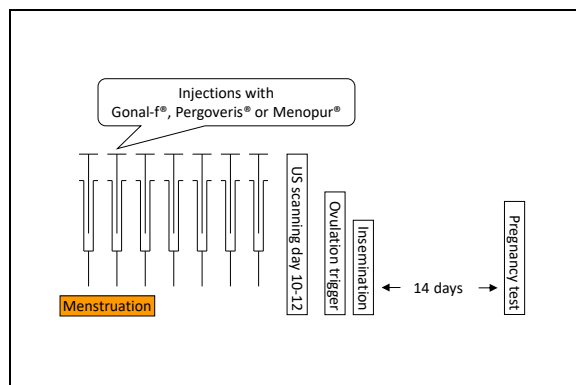 Injections with
Gonal-f®, Pergoveris® or Menopur®
US scanning day 10-12
Ovulation trigger
Insemination
14 days
Pregnancy test
Menstruation